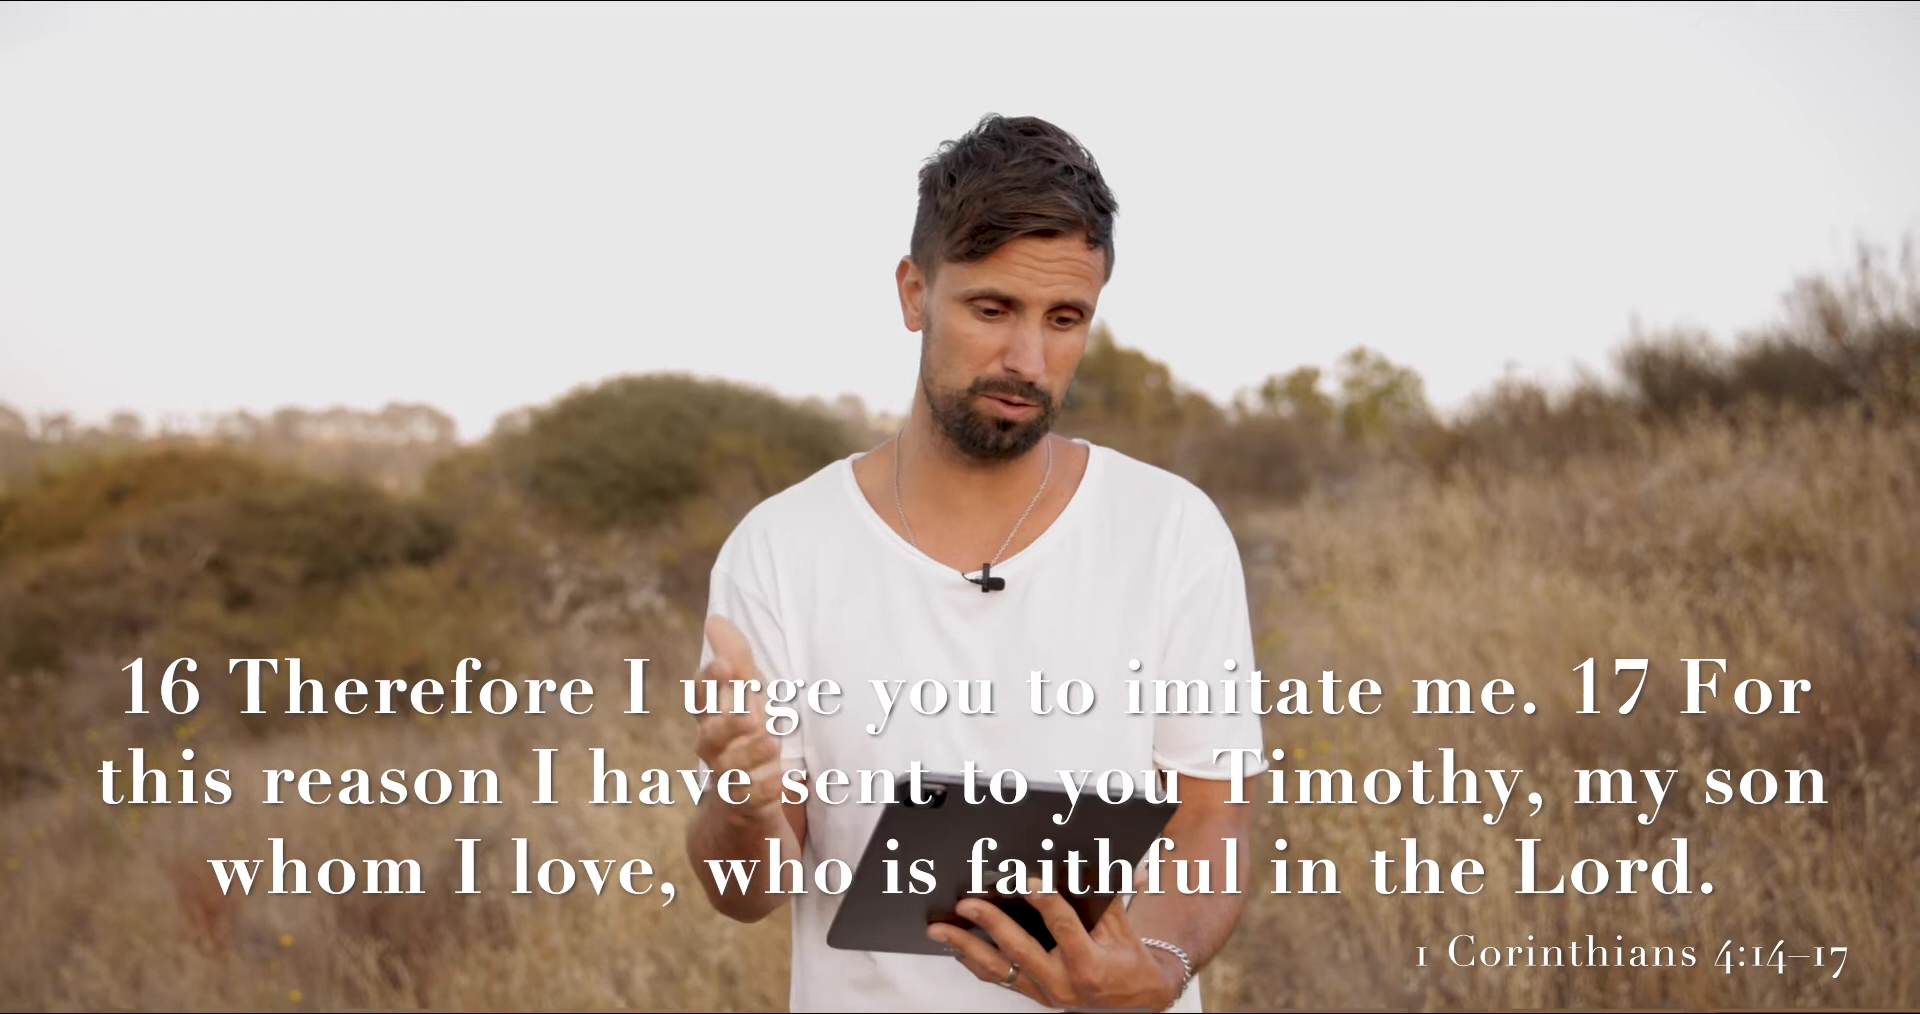 16 Therefore I urge you to imitate me. 17 For
this reason I have sent to you Timothy, my son
whom I love, who is faithful in the Lord.
1 Corinthians 4:14–17